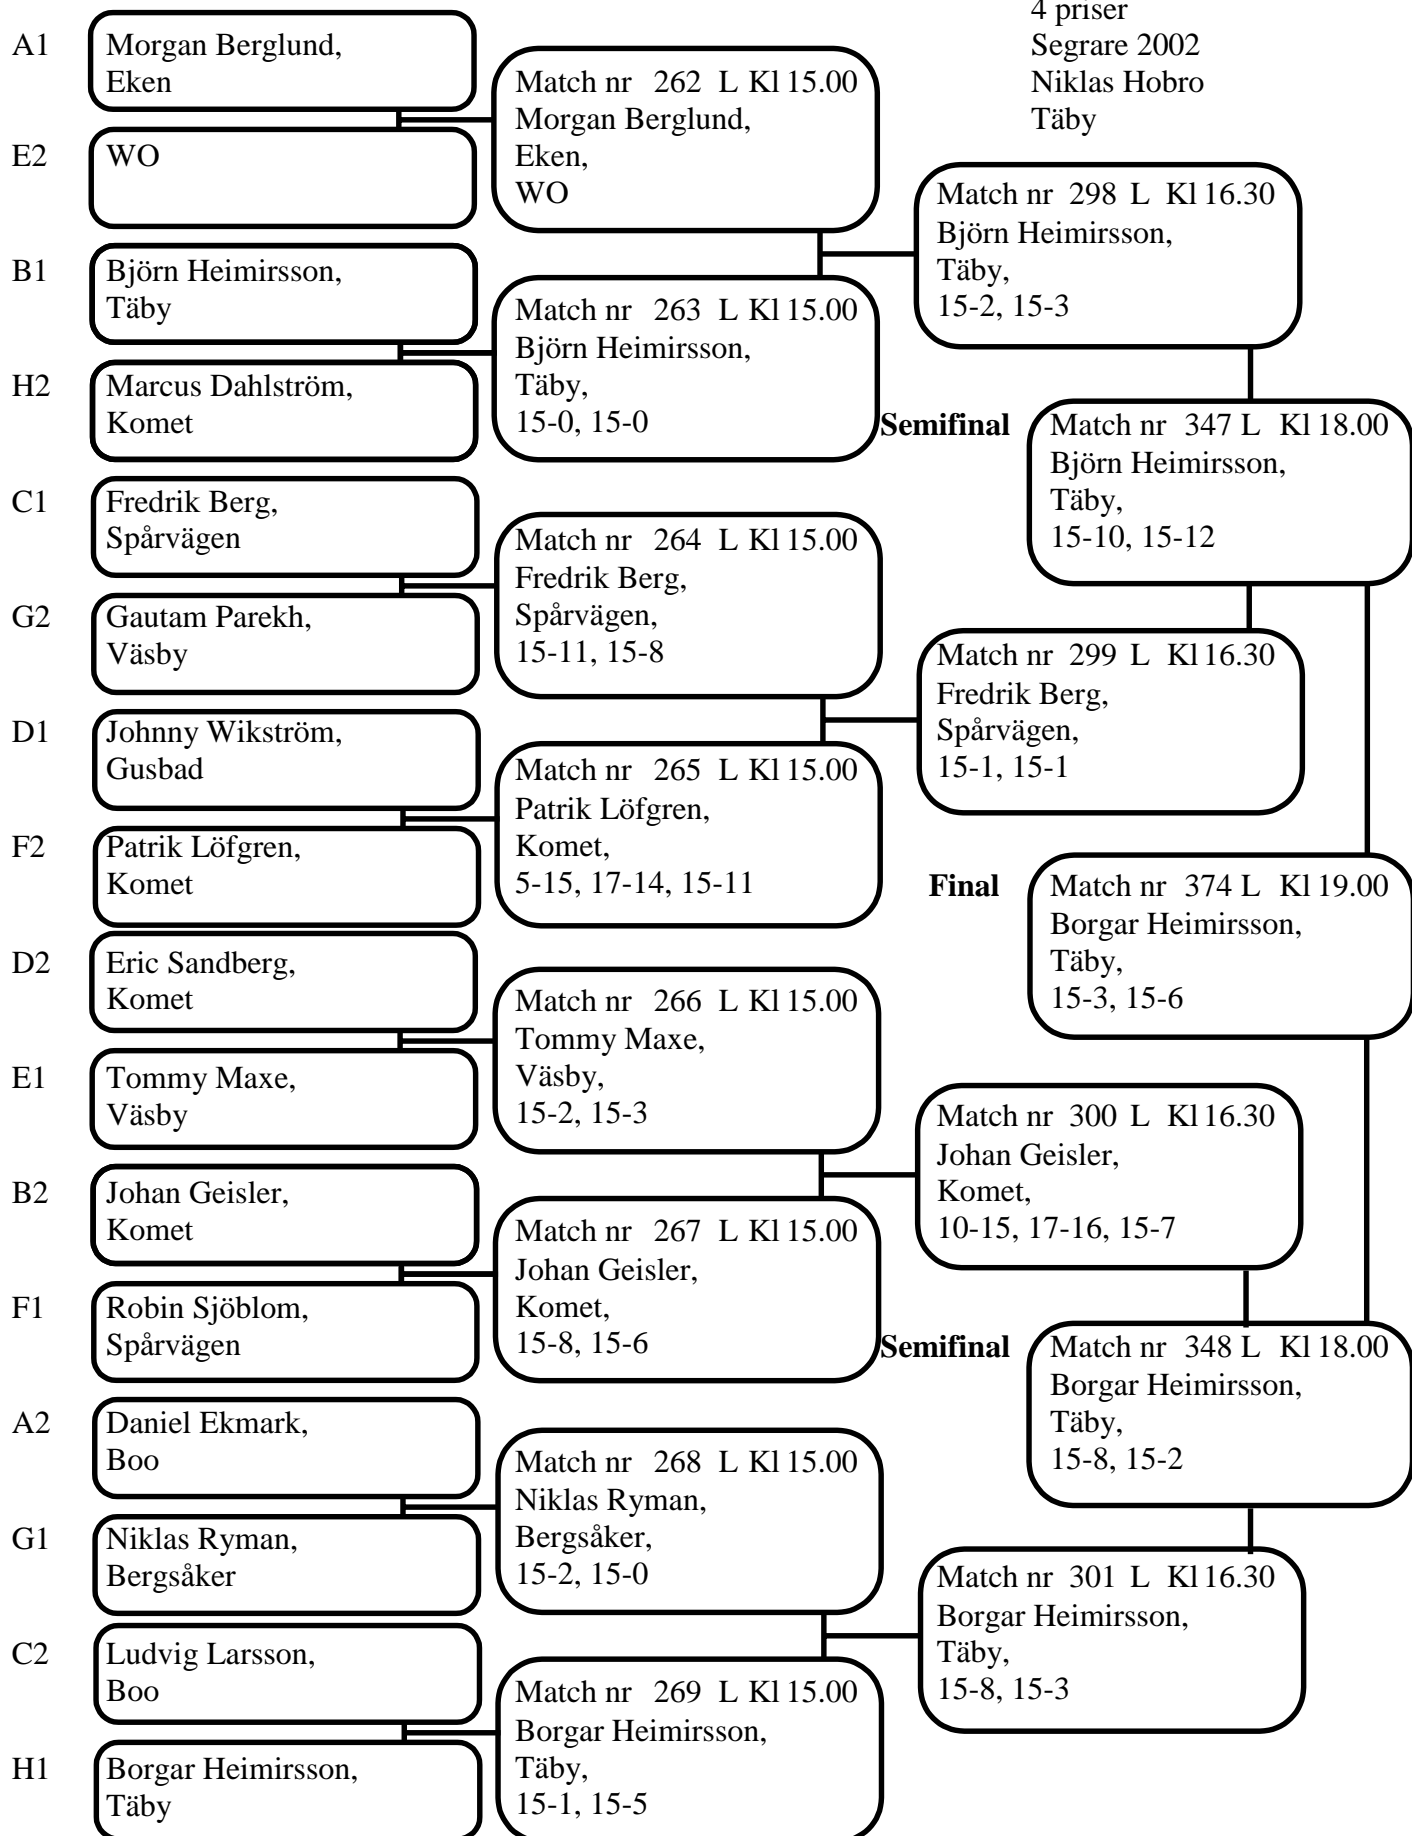 4 priser
Segrare 2002
Niklas Hobro
Täby
A1
Morgan Berglund,
Eken
E2
WO
B1
Björn Heimirsson,
Täby
H2
Marcus Dahlström,
Komet
C1
Fredrik Berg,
Spårvägen
G2
Gautam Parekh,
Väsby
D1
Johnny Wikström,
Gusbad
F2
Patrik Löfgren,
Komet
D2
Eric Sandberg,
Komet
E1
Tommy Maxe,
Väsby
B2
Johan Geisler,
Komet
F1
Robin Sjöblom,
Spårvägen
A2
Daniel Ekmark,
Boo
G1
Niklas Ryman,
Bergsåker
C2
Ludvig Larsson,
Boo
H1
Borgar Heimirsson,
Täby
Match nr 262 L Kl 15.00
Morgan Berglund,
Eken,
WO
Match nr 263 L Kl 15.00
Björn Heimirsson,
Täby,
15-0, 15-0
Match nr 264 L Kl 15.00
Fredrik Berg,
Spårvägen,
15-11, 15-8
Match nr 265 L Kl 15.00
Patrik Löfgren,
Komet,
5-15, 17-14, 15-11
Match nr 266 L Kl 15.00
Tommy Maxe,
Väsby,
15-2, 15-3
Match nr 267 L Kl 15.00
Johan Geisler,
Komet,
15-8, 15-6
Match nr 268 L Kl 15.00
Niklas Ryman,
Bergsåker,
15-2, 15-0
Match nr 269 L Kl 15.00
Borgar Heimirsson,
Täby,
15-1, 15-5
Match nr 298 L Kl 16.30
Björn Heimirsson,
Täby,
15-2, 15-3
Match nr 299 L Kl 16.30
Fredrik Berg,
Spårvägen,
15-1, 15-1
Match nr 300 L Kl 16.30
Johan Geisler,
Komet,
10-15, 17-16, 15-7
Match nr 301 L Kl 16.30
Borgar Heimirsson,
Täby,
15-8, 15-3
Semifinal
Match nr 347 L Kl 18.00
Björn Heimirsson,
Täby,
15-10, 15-12
Final
Match nr 374 L Kl 19.00
Borgar Heimirsson,
Täby,
15-3, 15-6
Semifinal
Match nr 348 L Kl 18.00
Borgar Heimirsson,
Täby,
15-8, 15-2